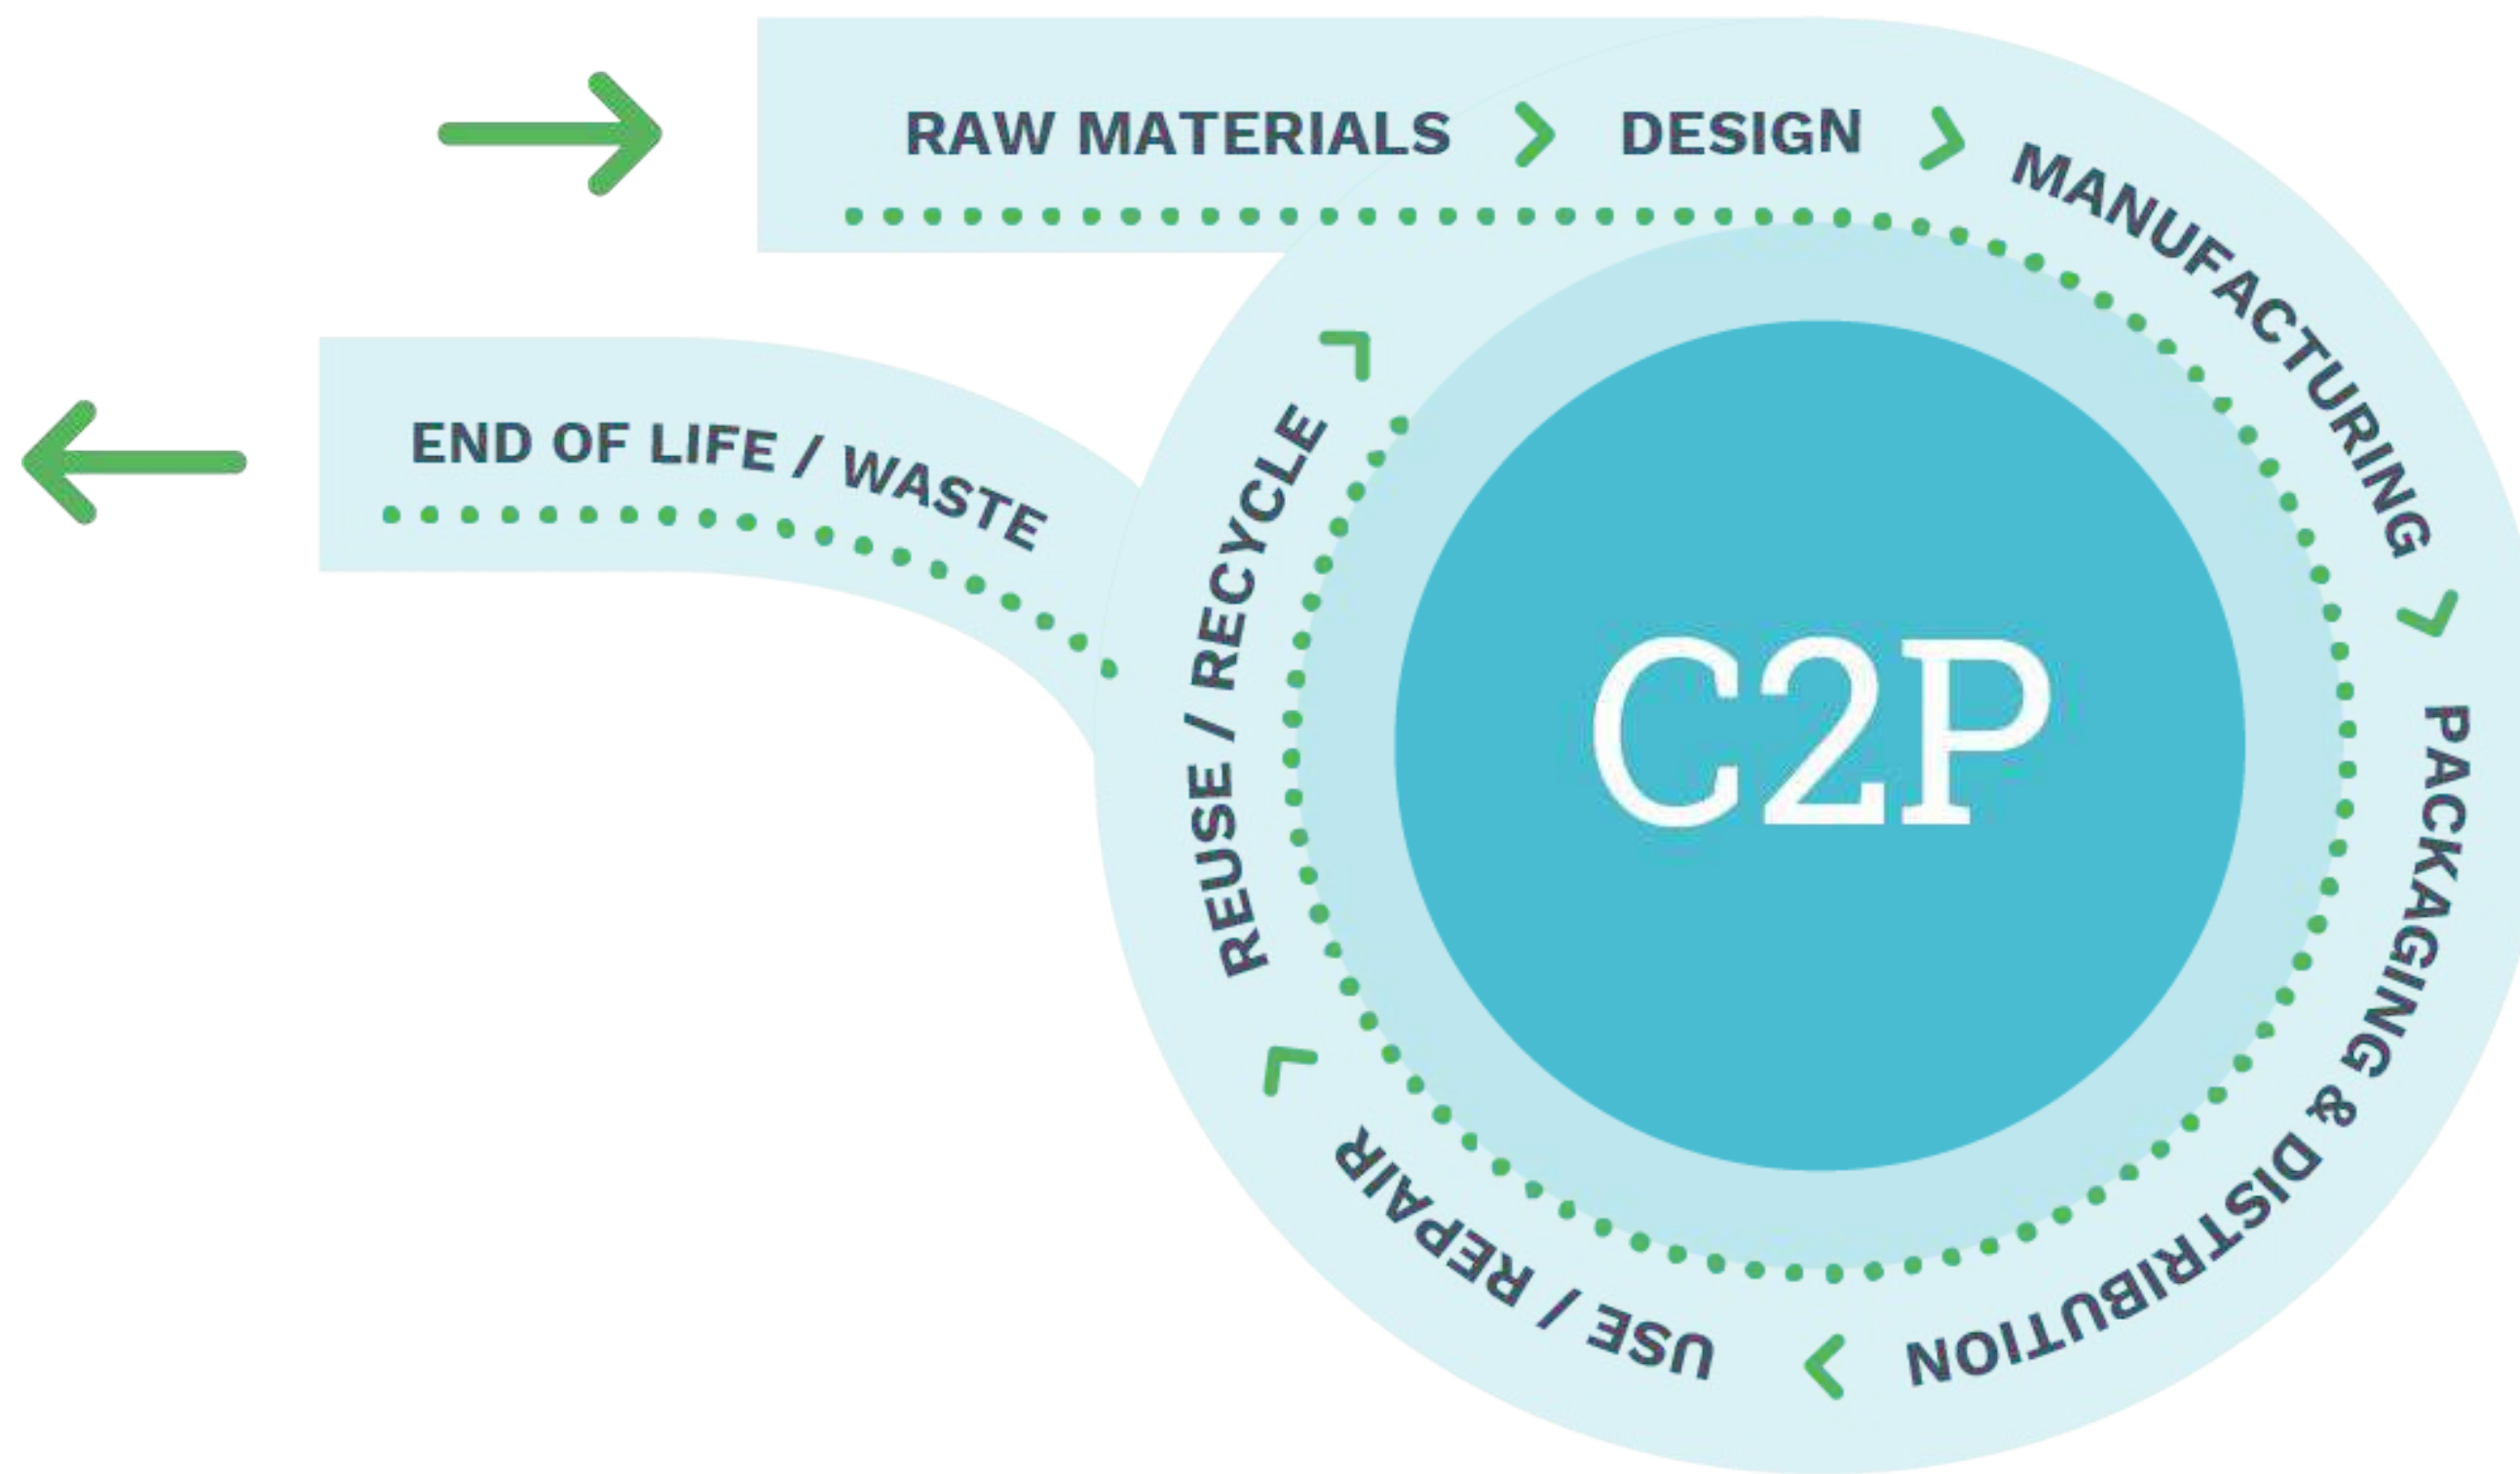 RAW MATERIALS
DESIGN
MANUFACTURING
PACKAGING & DISTRIBUTION
USE / REPAIR
REUSE / RECYCLE
END OF LIFE / WASTE
C2P